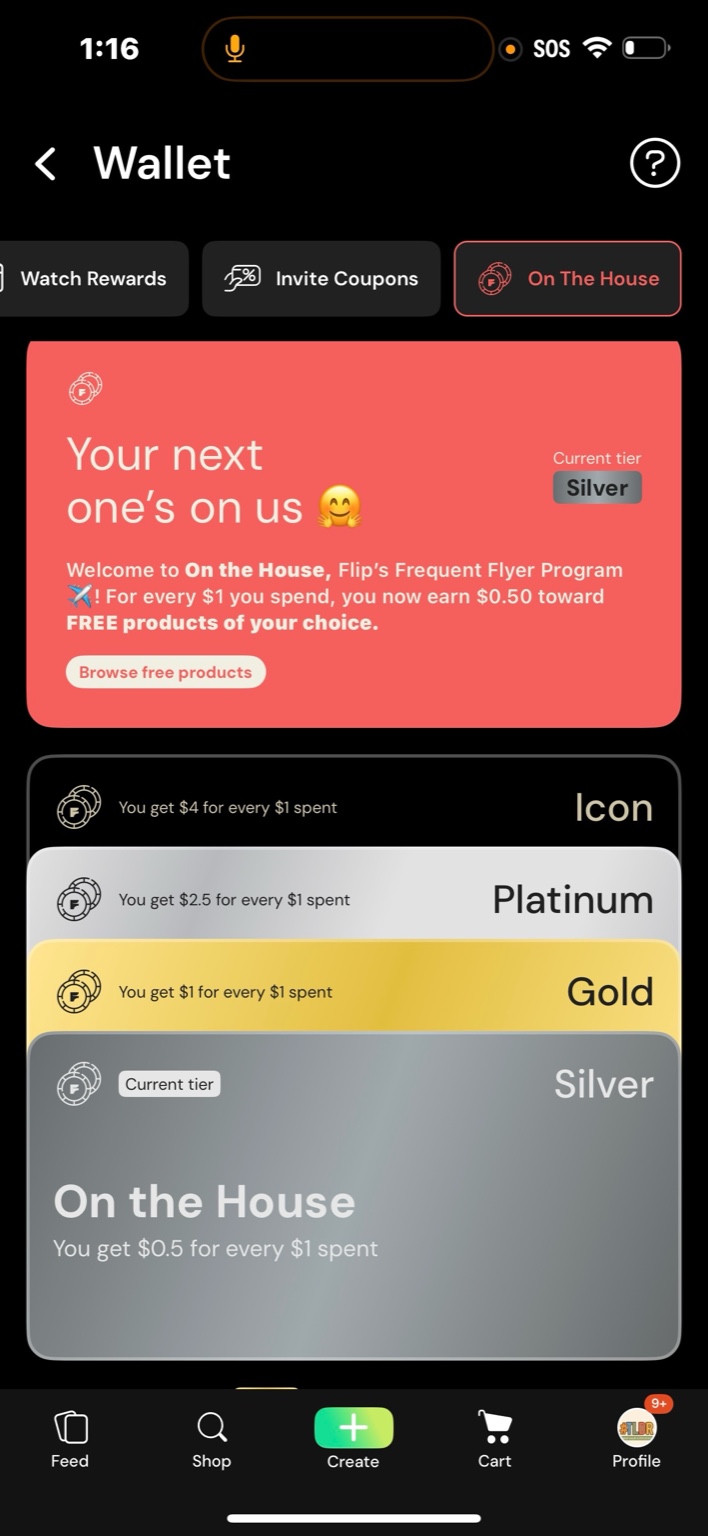 1:16
SOS
Wallet
?
Watch Rewards
Invite Coupons
On The House
Your next
one's on us 🤗
Current tier
Silver
Welcome to On the House, Flip's Frequent Flyer Program
✈️! For every $1 you spend, you now earn $0.50 toward
FREE products of your choice.
Browse free products
F You get $4 for every $1 spent
Icon
F You get $2.5 for every $1 spent
Platinum
F You get $1 for every $1 spent
Gold
F Current tier
Silver
On the House
You get $0.5 for every $1 spent
9+
#TLDR
Feed
Shop
Create
Cart
Profile